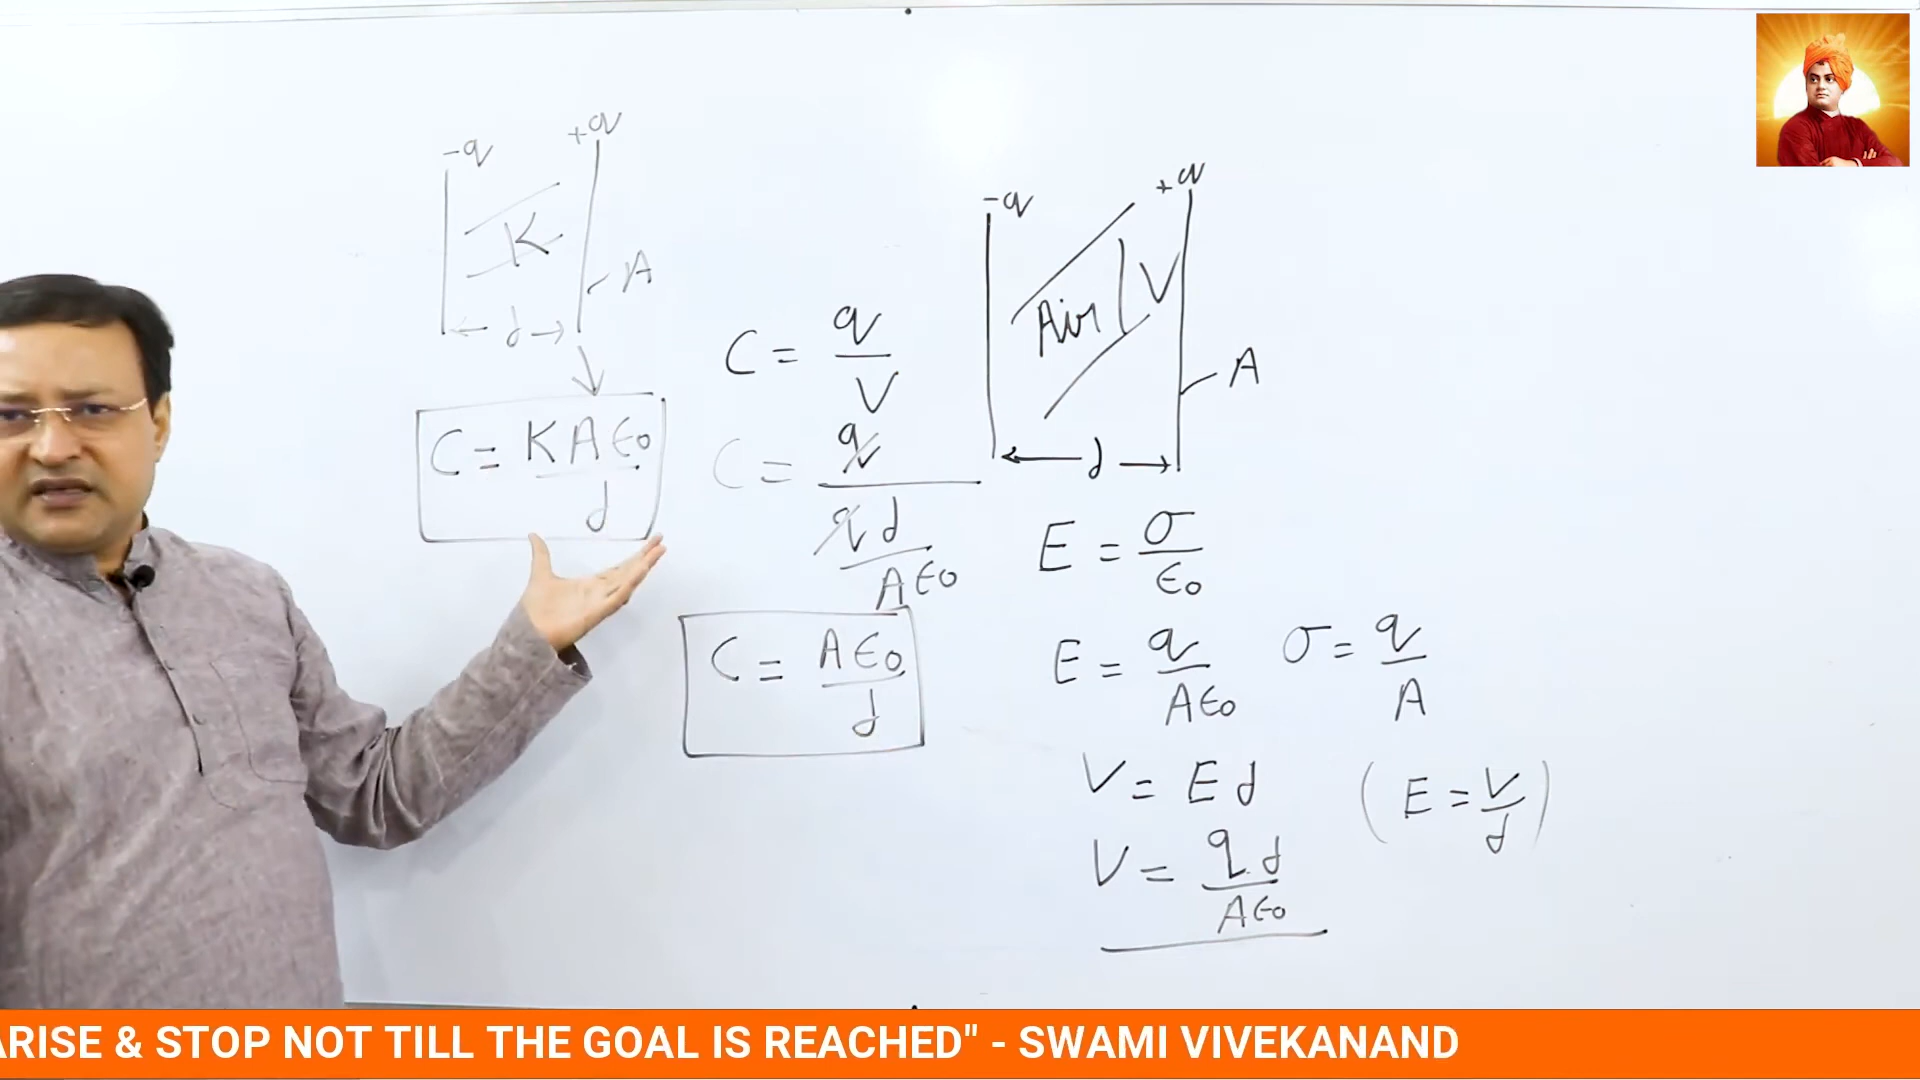 -q +q
K
A
d
C = KAϵ₀/d
C = q/V
C = q/(qd/Aϵ₀)
C = Aϵ₀/d
-q +q
Air/V
A
d
E = σ/ϵ₀
E = q/Aϵ₀ σ = q/A
V = Ed (E = V/d)
V = qd/Aϵ₀
ARISE & STOP NOT TILL THE GOAL IS REACHED" - SWAMI VIVEKANAND